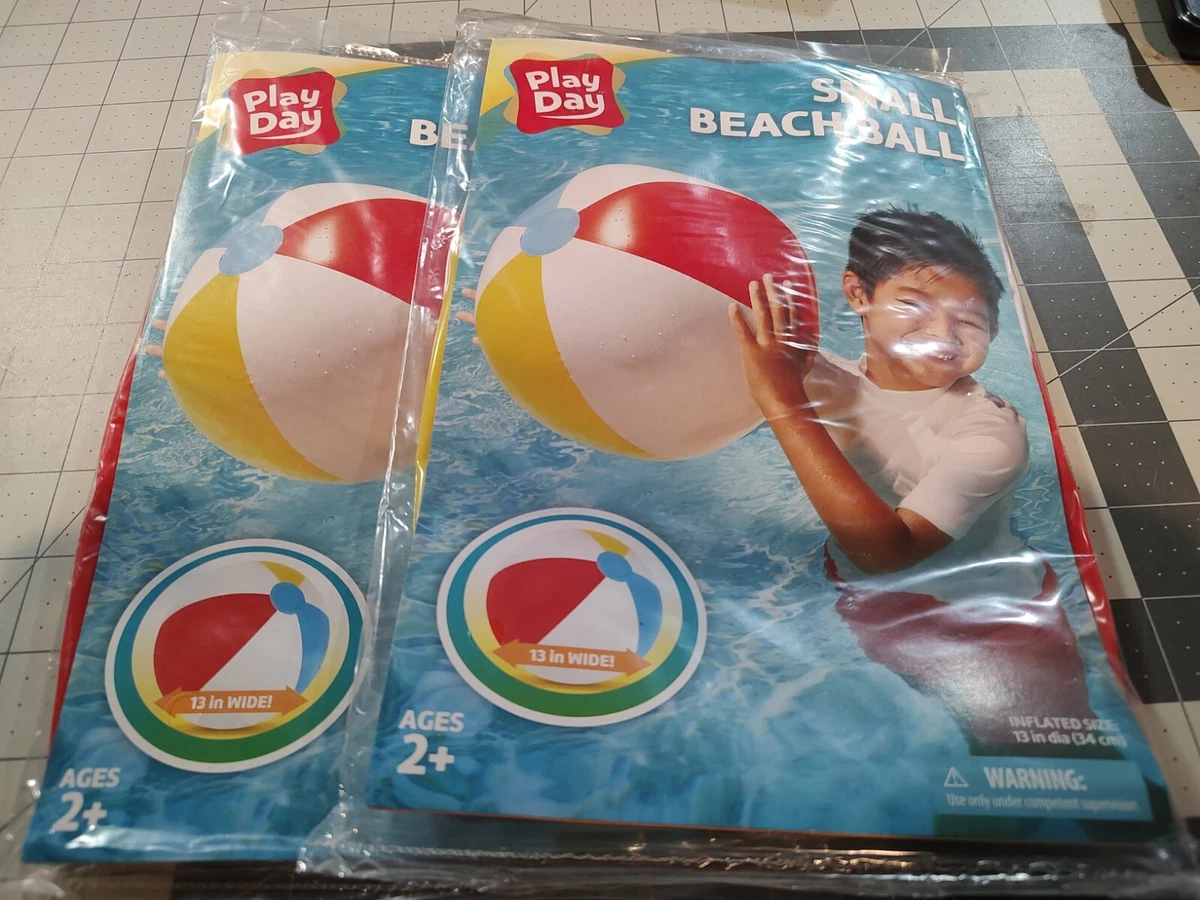 Play
Day
BEA
13 in WIDE!
AGES
2+
Play
Day
SMALL
BEACH BALL
13 in WIDE!
AGES
2+
INFLATED SIZE:
13 in dia (34 cm)
WARNING:
Use only under competent supervision